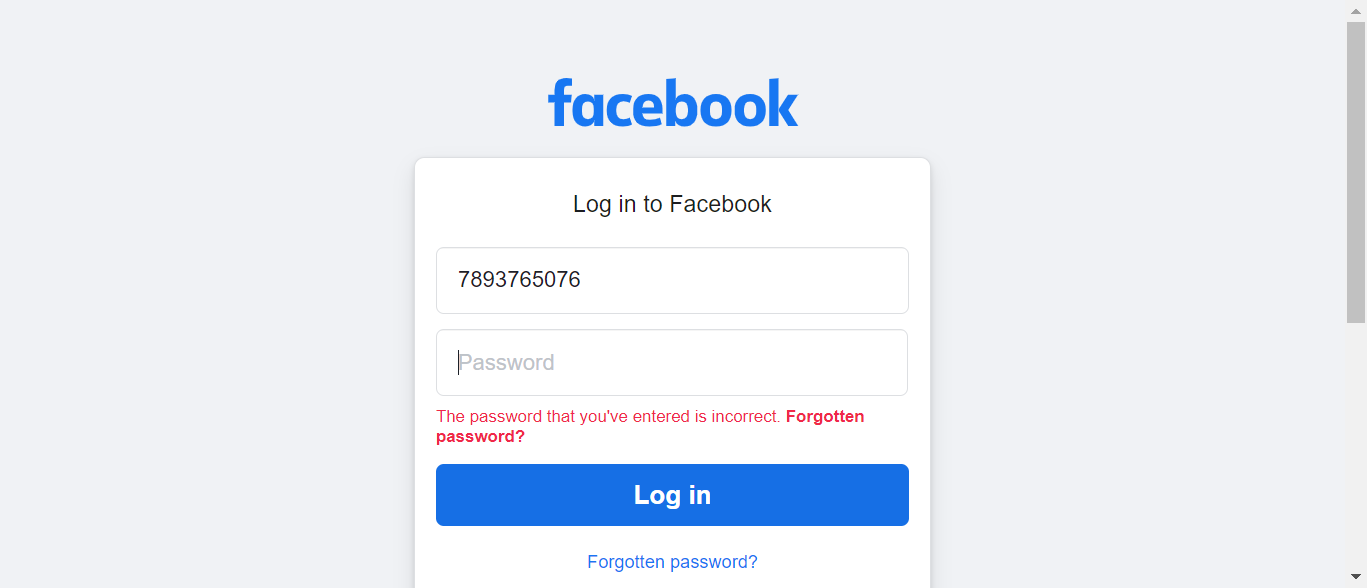 facebook
Log in to Facebook
7893765076
Password
The password that you've entered is incorrect. Forgotten
password?
Log in
Forgotten password?